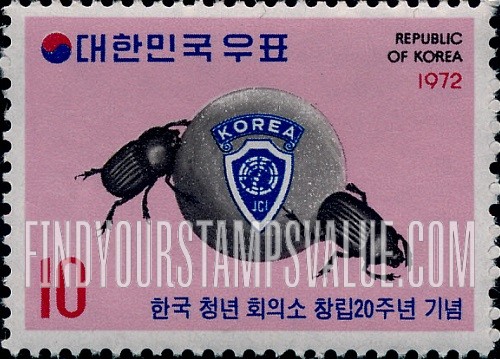 대한민국우표
REPUBLIC
OF KOREA
1972
KOREA
JCI
FINDYOURSTAMPSVALUE.COM
10
한국 청년 회의소 창립20주년 기념